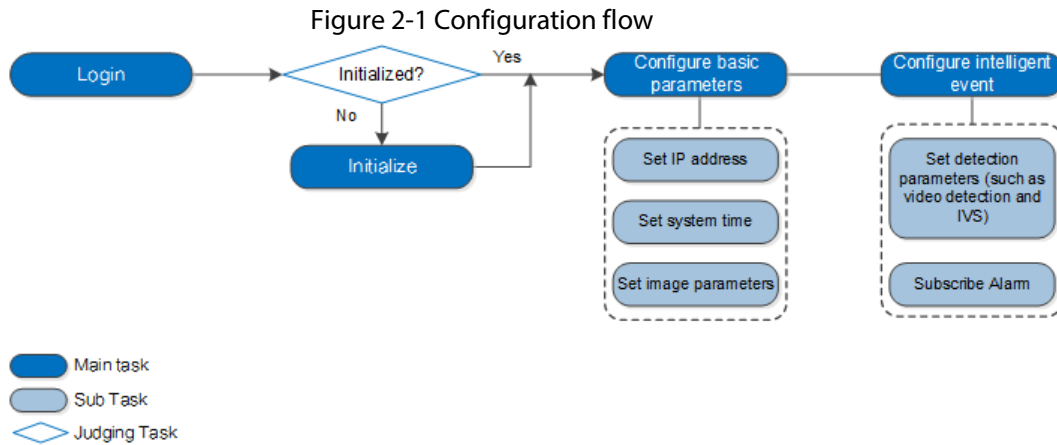 Figure 2-1 Configuration flow
Login
Initialized?
Yes
No
Initialize
Configure basic
parameters
Set IP address
Set system time
Set image parameters
Configure intelligent
event
Set detection
parameters (such as
video detection and
IVS)
Subscribe Alarm
Main task
Sub Task
Judging Task